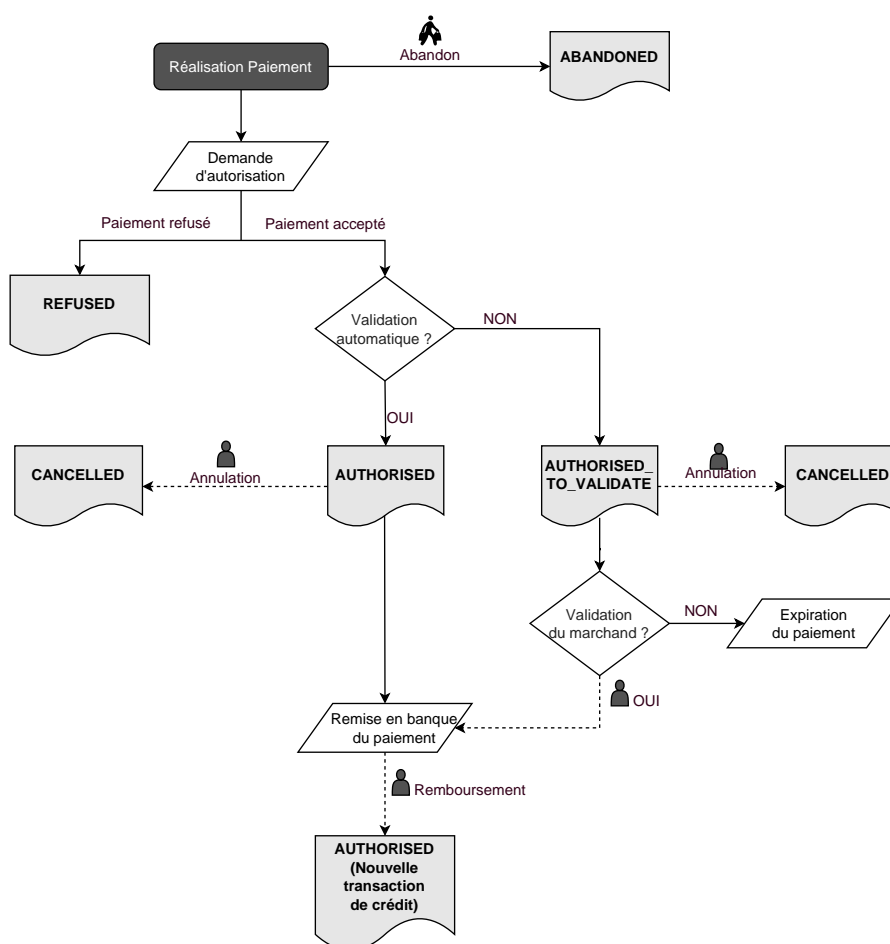 Abandon
Réalisation Paiement
ABANDONED
Demande
d'autorisation
Paiement refusé
Paiement accepté
REFUSED
Validation
automatique ?
NON
OUI
CANCELLED
Annulation
AUTHORISED
AUTHORISED_
TO_VALIDATE
Annulation
CANCELLED
Validation
du marchand ?
NON
Expiration
du paiement
OUI
Remise en banque
du paiement
Remboursement
AUTHORISED
(Nouvelle
transaction
de crédit)